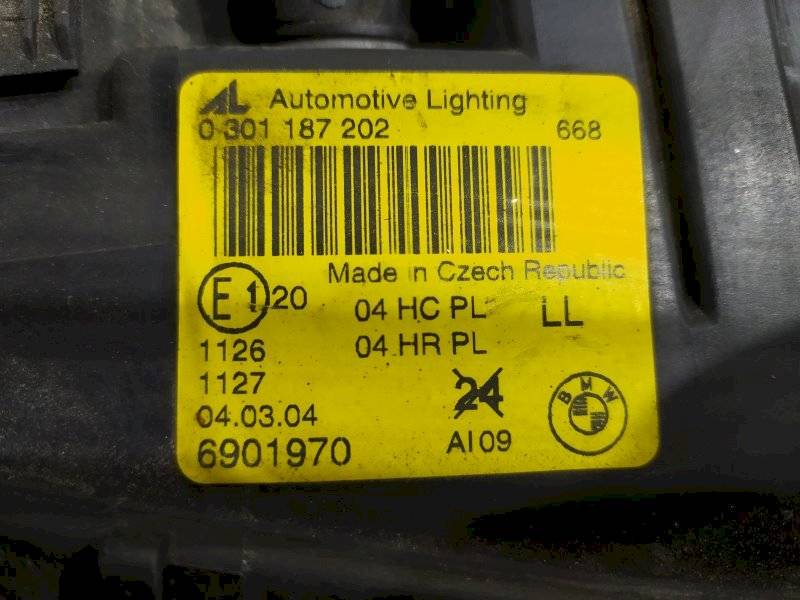 AL Automotive Lighting
0 301 187 202 668
Made in Czech Republic
E1 20 04 HC PL LL
1126 04 HR PL
1127 24
04.03.04 BMW
6901970 AI 09